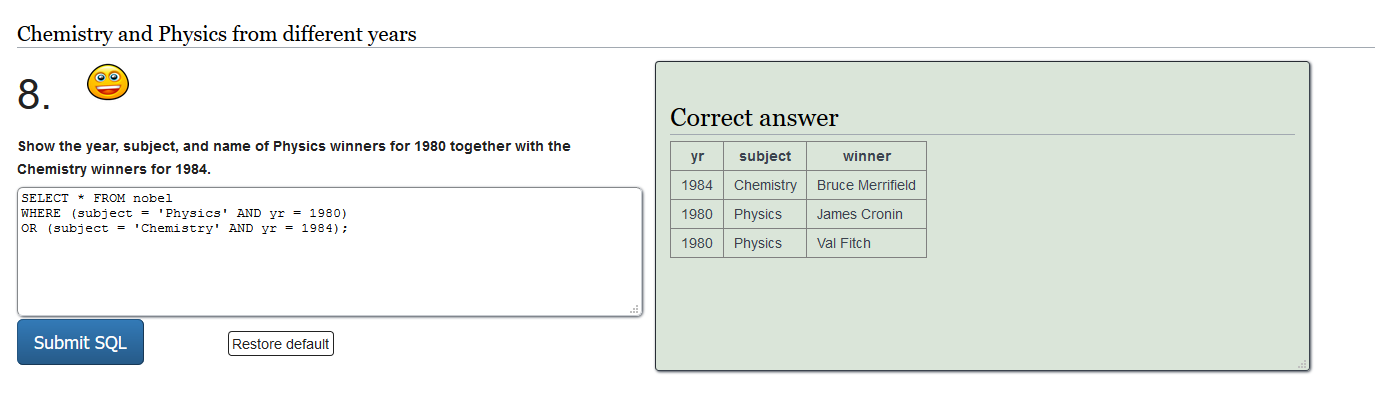 Chemistry and Physics from different years
8.
Show the year, subject, and name of Physics winners for 1980 together with the
Chemistry winners for 1984.
SELECT * FROM nobel
WHERE (subject = 'Physics' AND yr = 1980)
OR (subject = 'Chemistry' AND yr = 1984);
Submit SQL
Restore default
Correct answer
yr subject winner
1984 Chemistry Bruce Merrifield
1980 Physics James Cronin
1980 Physics Val Fitch